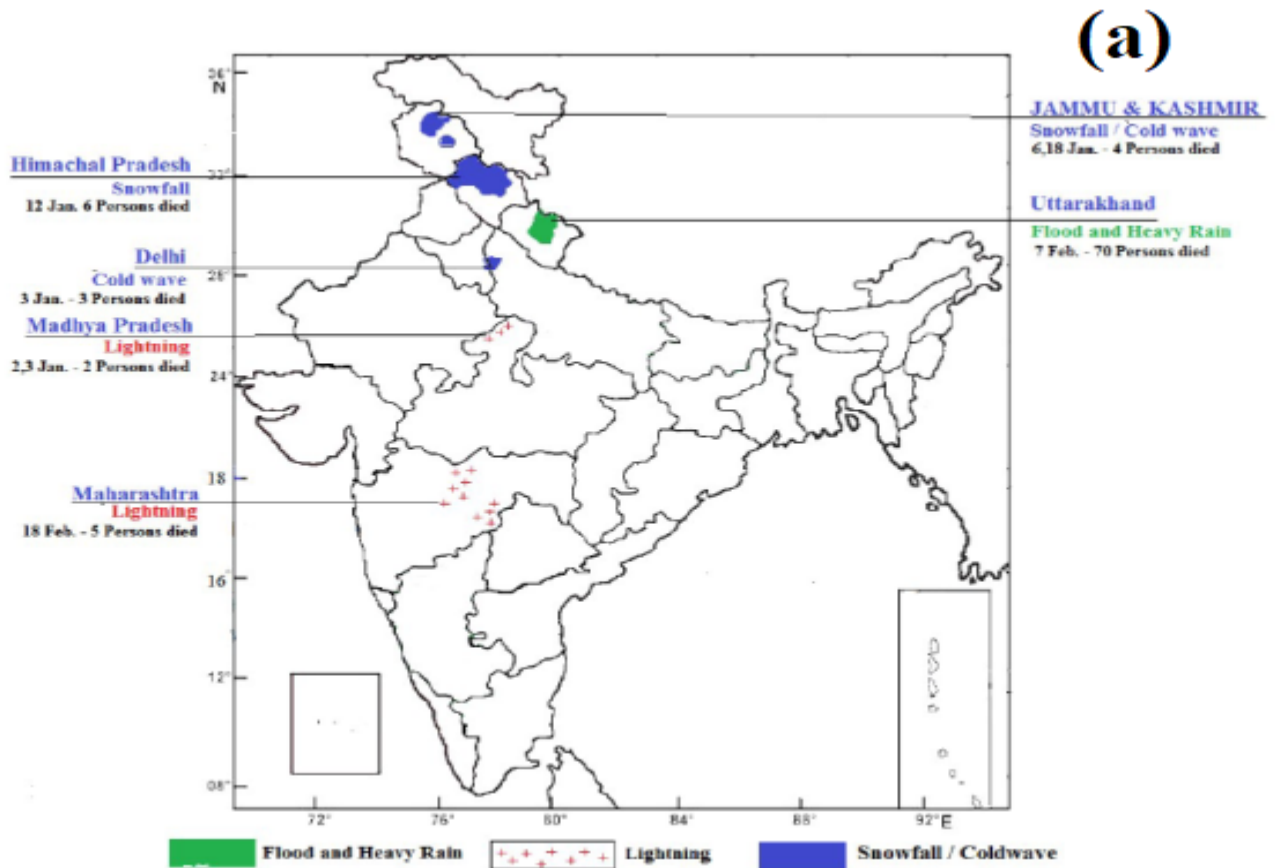 (a)
36°
N
JAMMU & KASHMIR
Snowfall / Cold wave
6,18 Jan. - 4 Persons died
Himachal Pradesh
32°
Snowfall
12 Jan. 6 Persons died
Uttarakhand
Flood and Heavy Rain
7 Feb. - 70 Persons died
Delhi
Cold wave
28°
3 Jan. - 3 Persons died
Madhya Pradesh
Lightning
2,3 Jan. - 2 Persons died
24°
18
Maharashtra
Lightning
18 Feb. - 5 Persons died
16°
12°
08°
72° 76° 80° 84° 88° 92° E
Flood and Heavy Rain Lightning Snowfall / Coldwave